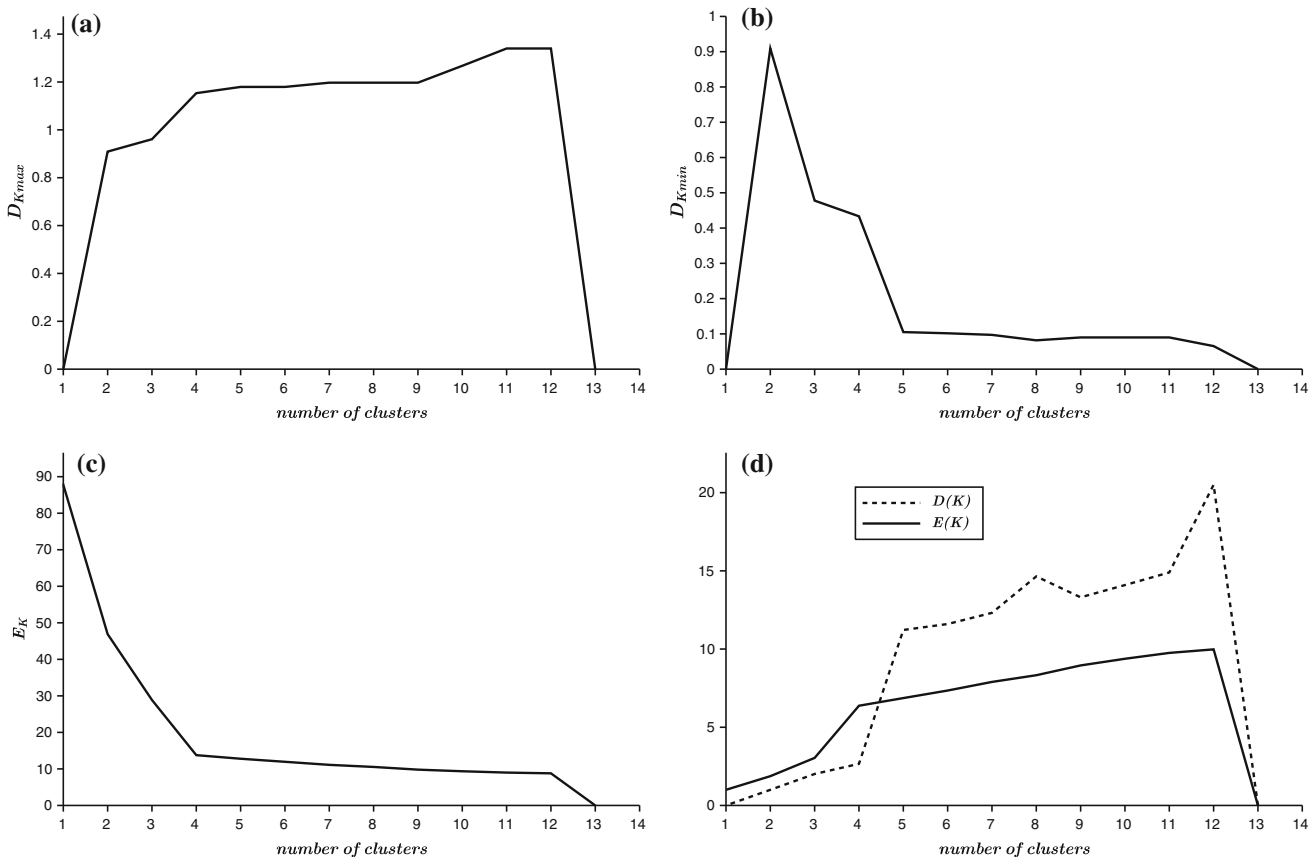 (a)
1.4
1.2
1
0.8
0.6
0.4
0.2
0
D_Kmax
1 2 3 4 5 6 7 8 9 10 11 12 13 14
number of clusters
(b)
1
0.9
0.8
0.7
0.6
0.5
0.4
0.3
0.2
0.1
0
D_Kmin
1 2 3 4 5 6 7 8 9 10 11 12 13 14
number of clusters
(c)
90
80
70
60
50
40
30
20
10
0
E_K
1 2 3 4 5 6 7 8 9 10 11 12 13 14
number of clusters
(d)
D(K)
E(K)
20
15
10
5
0
1 2 3 4 5 6 7 8 9 10 11 12 13 14
number of clusters